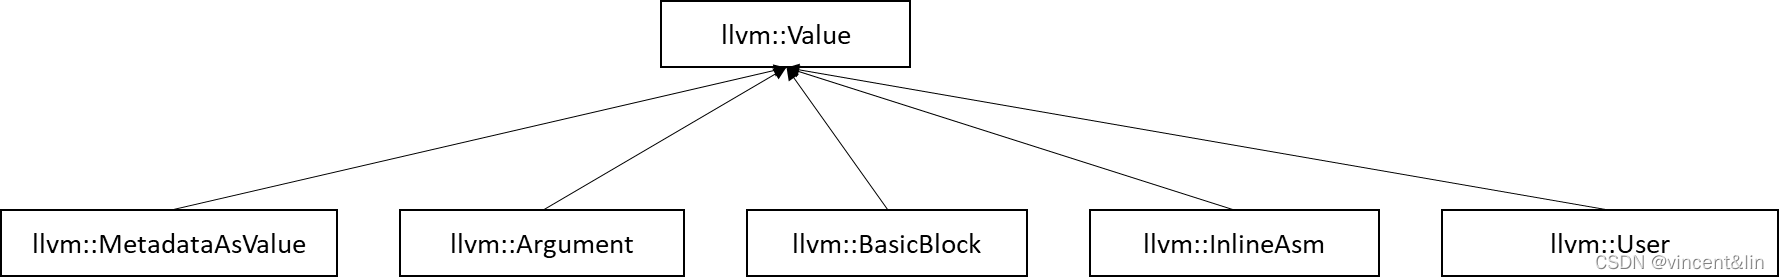 llvm::Value
llvm::MetadataAsValue
llvm::Argument
llvm::BasicBlock
llvm::InlineAsm
llvm::User
CSDN @vincent&lin